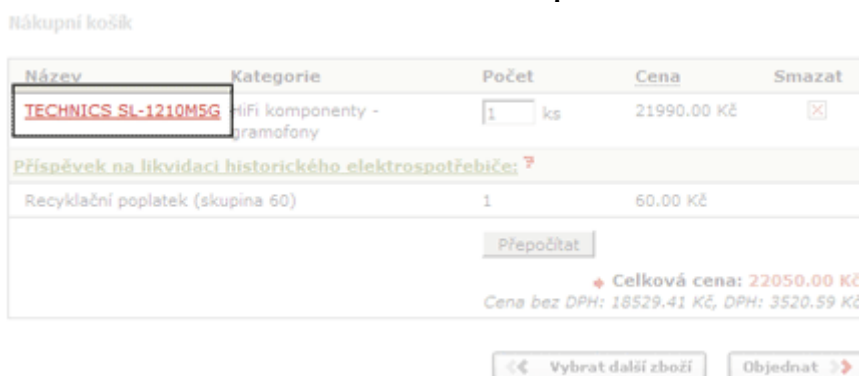 Nákupní košík
Název Kategorie Počet Cena Smazat
TECHNICS SL-1210M5G HiFi komponenty - 1 ks 21990.00 Kč
gramofony
Příspěvek na likvidaci historického elektrospotřebiče: ?
Recyklační poplatek (skupina 60) 1 60.00 Kč
Přepočítat
Celková cena: 22050.00 Kč
Cena bez DPH: 18529.41 Kč, DPH: 3520.59 Kč
Vybrat další zboží Objednat